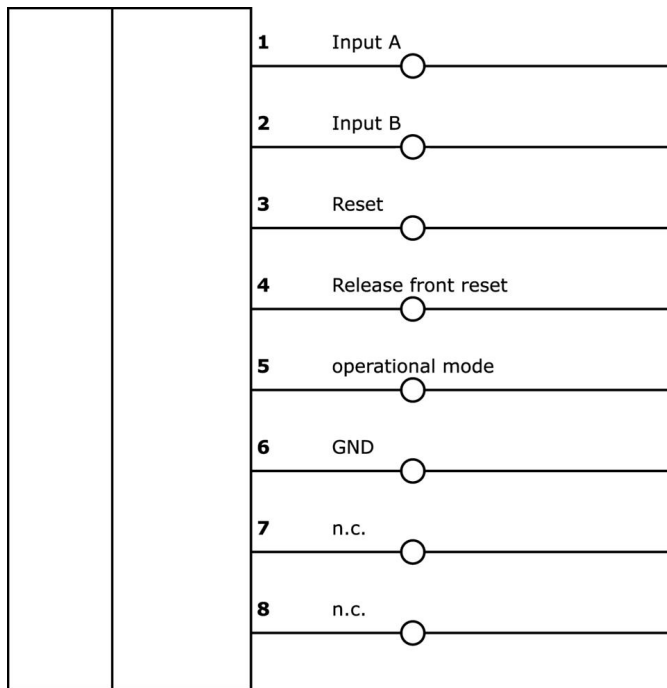 1 Input A
2 Input B
3 Reset
4 Release front reset
5 operational mode
6 GND
7 n.c.
8 n.c.